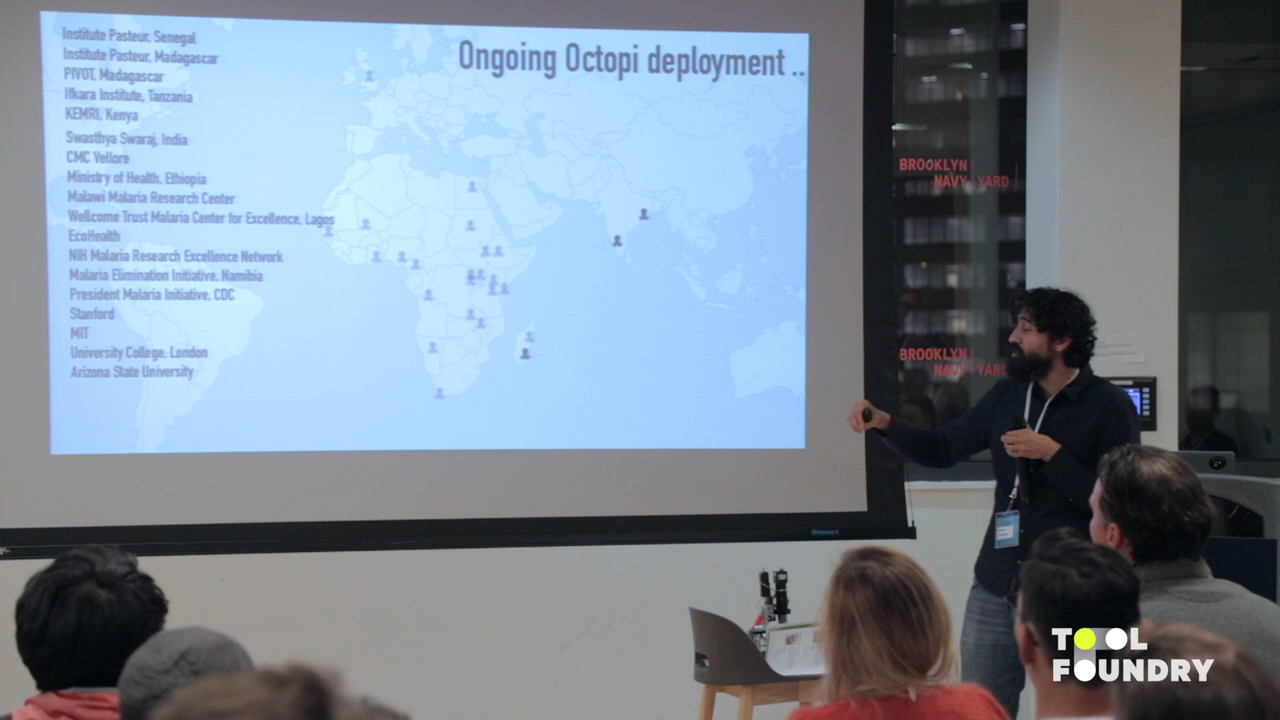 Institute Pasteur, Senegal
Institute Pasteur, Madagascar
PIVOT, Madagascar
Ifkara Institute, Tanzania
KEMRI, Kenya
Swasthya Swaraj, India
CMC Vellore
Ministry of Health, Ethiopia
Malawi Malaria Research Center
Wellcome Trust Malaria Center for Excellence, Lagos
EcoHealth
NIH Malaria Research Excellence Network
Malaria Elimination Initiative, Namibia
President Malaria Initiative, CDC
Stanford
MIT
University College, London
Arizona State University
Ongoing Octopi deployment ..
BROOKLYN
NAVY YARD
BROOKLYN
NAVY YARD
Stewart
TOOL
FOUNDRY